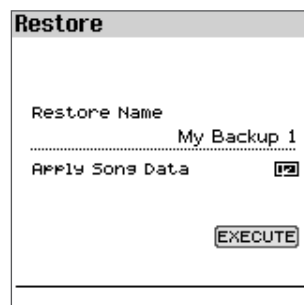 Restore
Restore Name
My Backup 1
Apply Song Data
EXECUTE